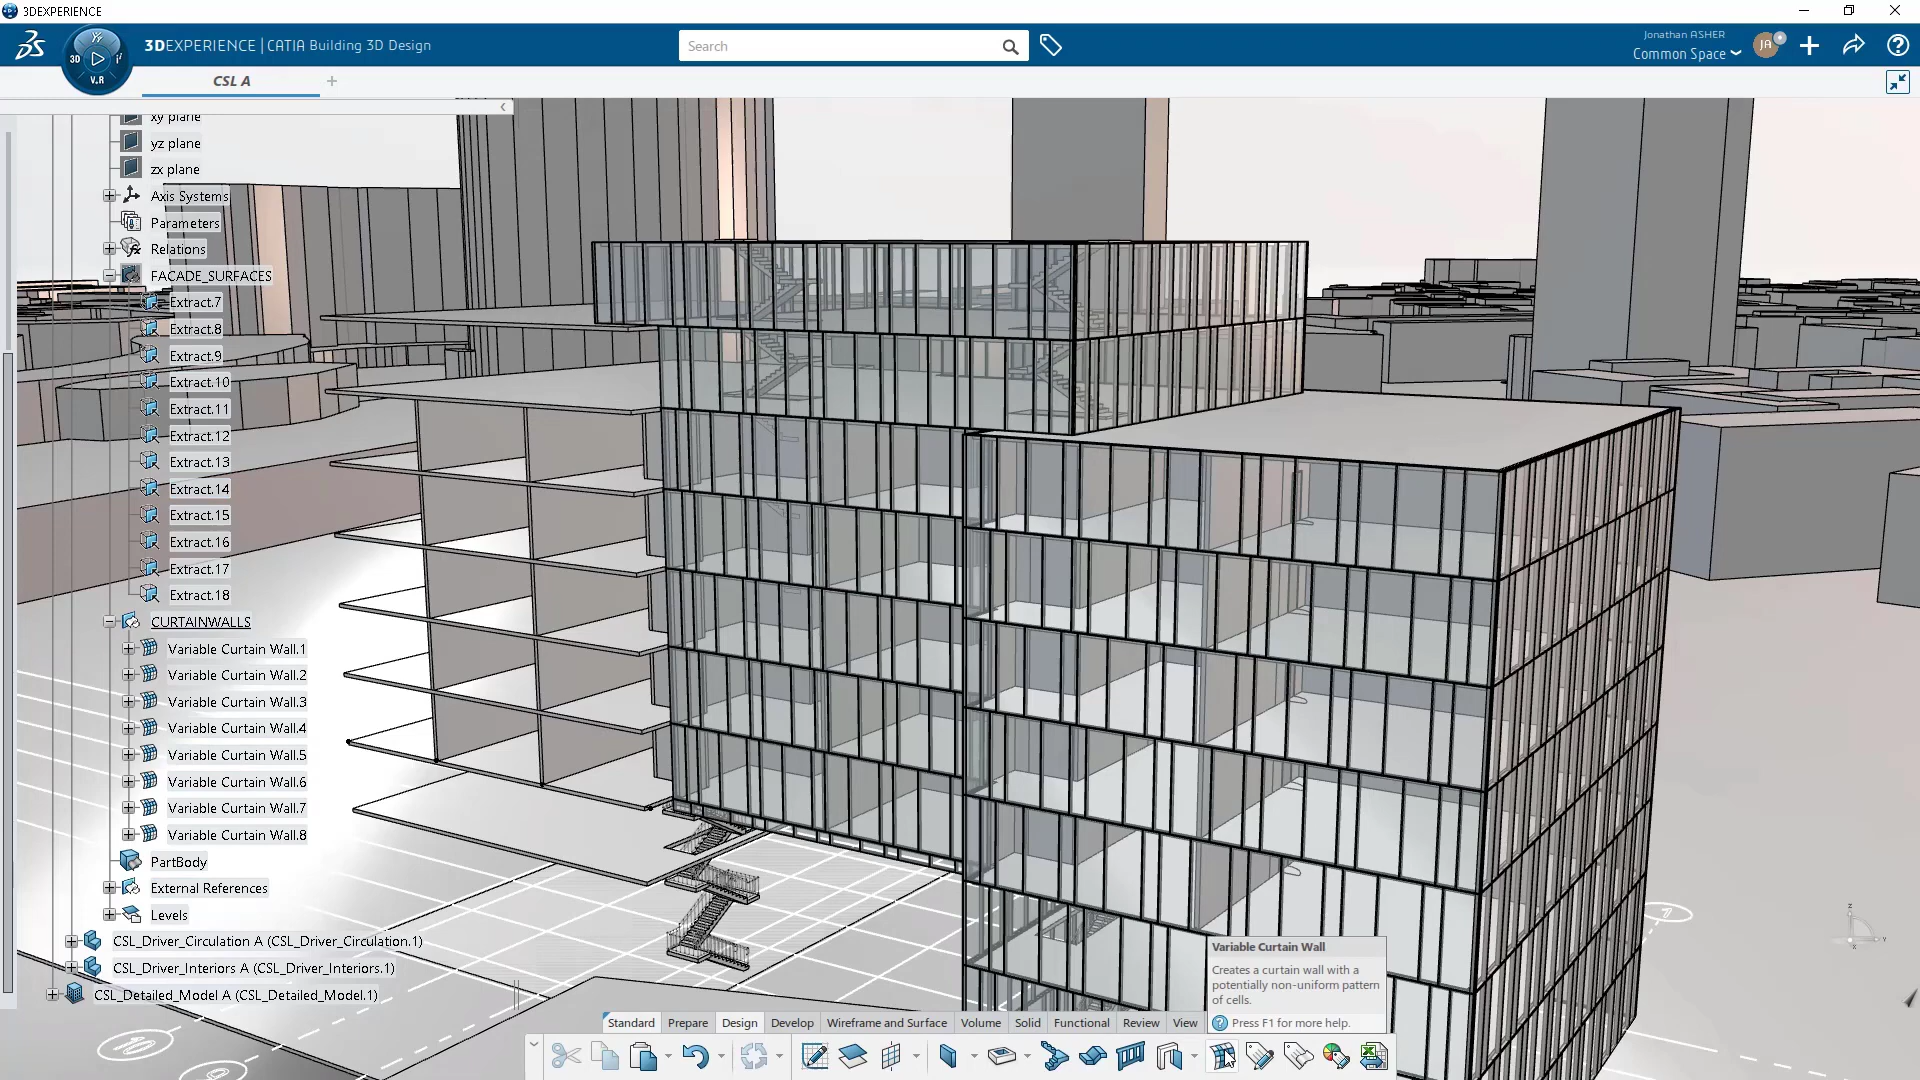 3DEXPERIENCE
3DEXPERIENCE | CATIA Building 3D Design
3D
V.R
Search
Jonathan ASHER
Common Space
JA
CSL A
xy plane
yz plane
zx plane
Axis Systems
Parameters
Relations
FACADE_SURFACES
Extract.7
Extract.8
Extract.9
Extract.10
Extract.11
Extract.12
Extract.13
Extract.14
Extract.15
Extract.16
Extract.17
Extract.18
CURTAINWALLS
Variable Curtain Wall.1
Variable Curtain Wall.2
Variable Curtain Wall.3
Variable Curtain Wall.4
Variable Curtain Wall.5
Variable Curtain Wall.6
Variable Curtain Wall.7
Variable Curtain Wall.8
PartBody
External References
Levels
CSL_Driver_Circulation A (CSL_Driver_Circulation.1)
CSL_Driver_Interiors A (CSL_Driver_Interiors.1)
CSL_Detailed_Model A (CSL_Detailed_Model.1)
Variable Curtain Wall
Creates a curtain wall with a
potentially non-uniform pattern
of cells.
Press F1 for more help.
Standard Prepare Design Develop Wireframe and Surface Volume Solid Functional Review View